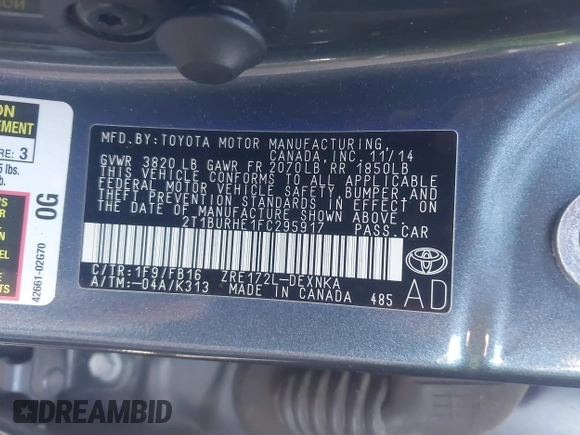 ON
EMENT
RE: 3
5 lbs.
b.
0G
42661-02G70
MFD. BY: TOYOTA MOTOR MANUFACTURING,
CANADA, INC. 11/14
GVWR 3820 LB GAWR FR 2070LB RR 1850LB
THIS VEHICLE CONFORMS TO ALL APPLICABLE
FEDERAL MOTOR VEHICLE SAFETY, BUMPER, AND
THEFT PREVENTION STANDARDS IN EFFECT ON
THE DATE OF MANUFACTURE SHOWN ABOVE.
2T1BURHE1FC295917 PASS.CAR
C/TR: 1F9/FB16 ZRE172L-DEXNKA
A/TM: -04A/K313 MADE IN CANADA 485
AD
DREAMBID